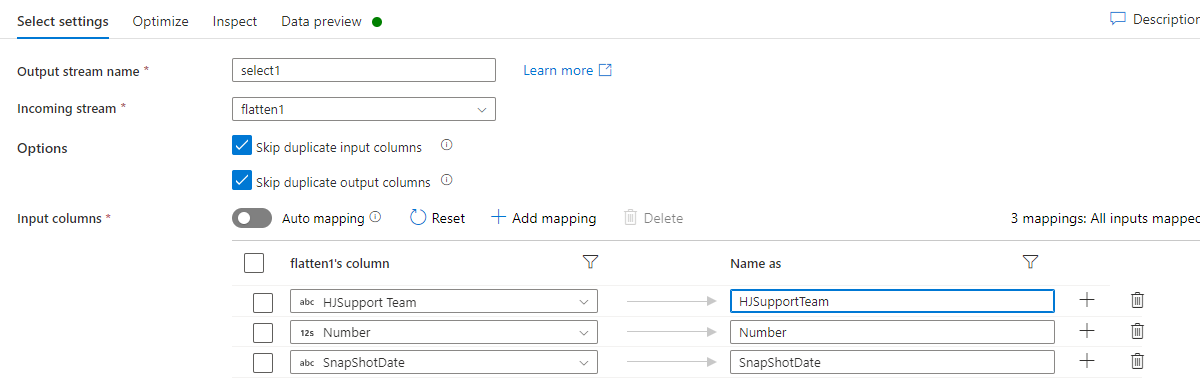 Select settings Optimize Inspect Data preview Description
Output stream name * select1 Learn more
Incoming stream * flatten1
Options Skip duplicate input columns
Skip duplicate output columns
Input columns * Auto mapping Reset Add mapping Delete 3 mappings: All inputs mapped
flatten1's column Name as
abc HJSupport Team HJSupportTeam
12s Number Number
abc SnapShotDate SnapShotDate